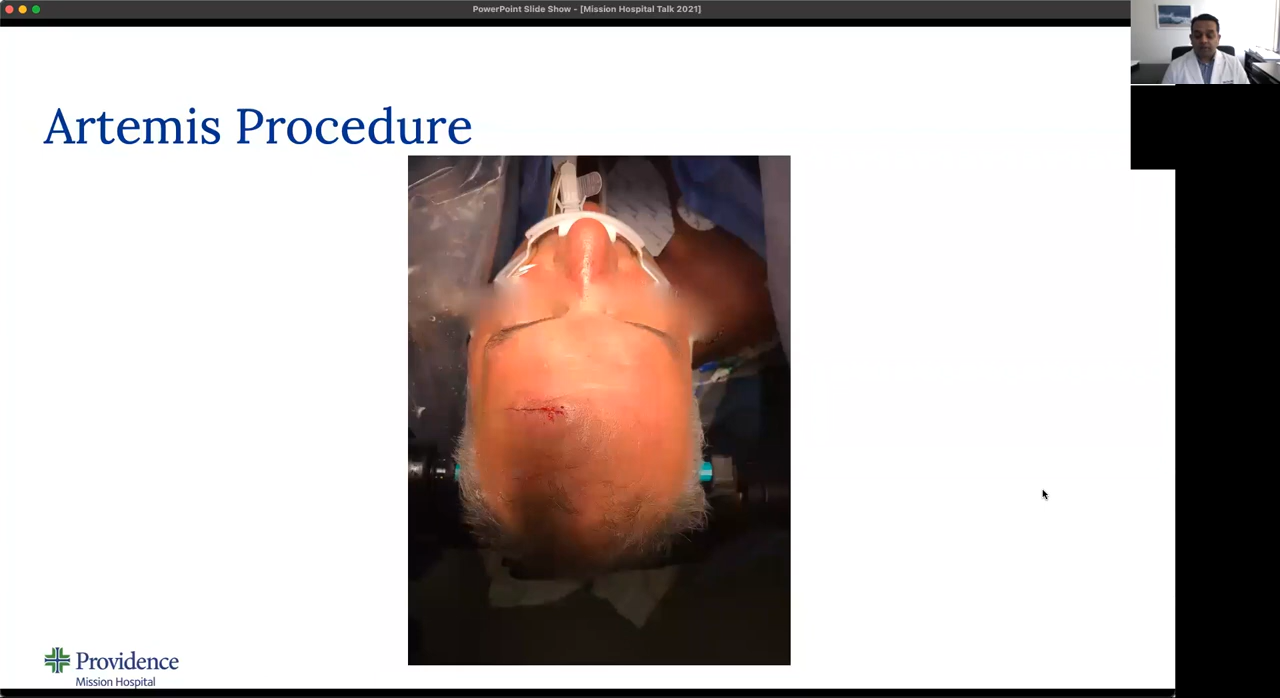 PowerPoint Slide Show - [Mission Hospital Talk 2021]
Artemis Procedure
Providence
Mission Hospital